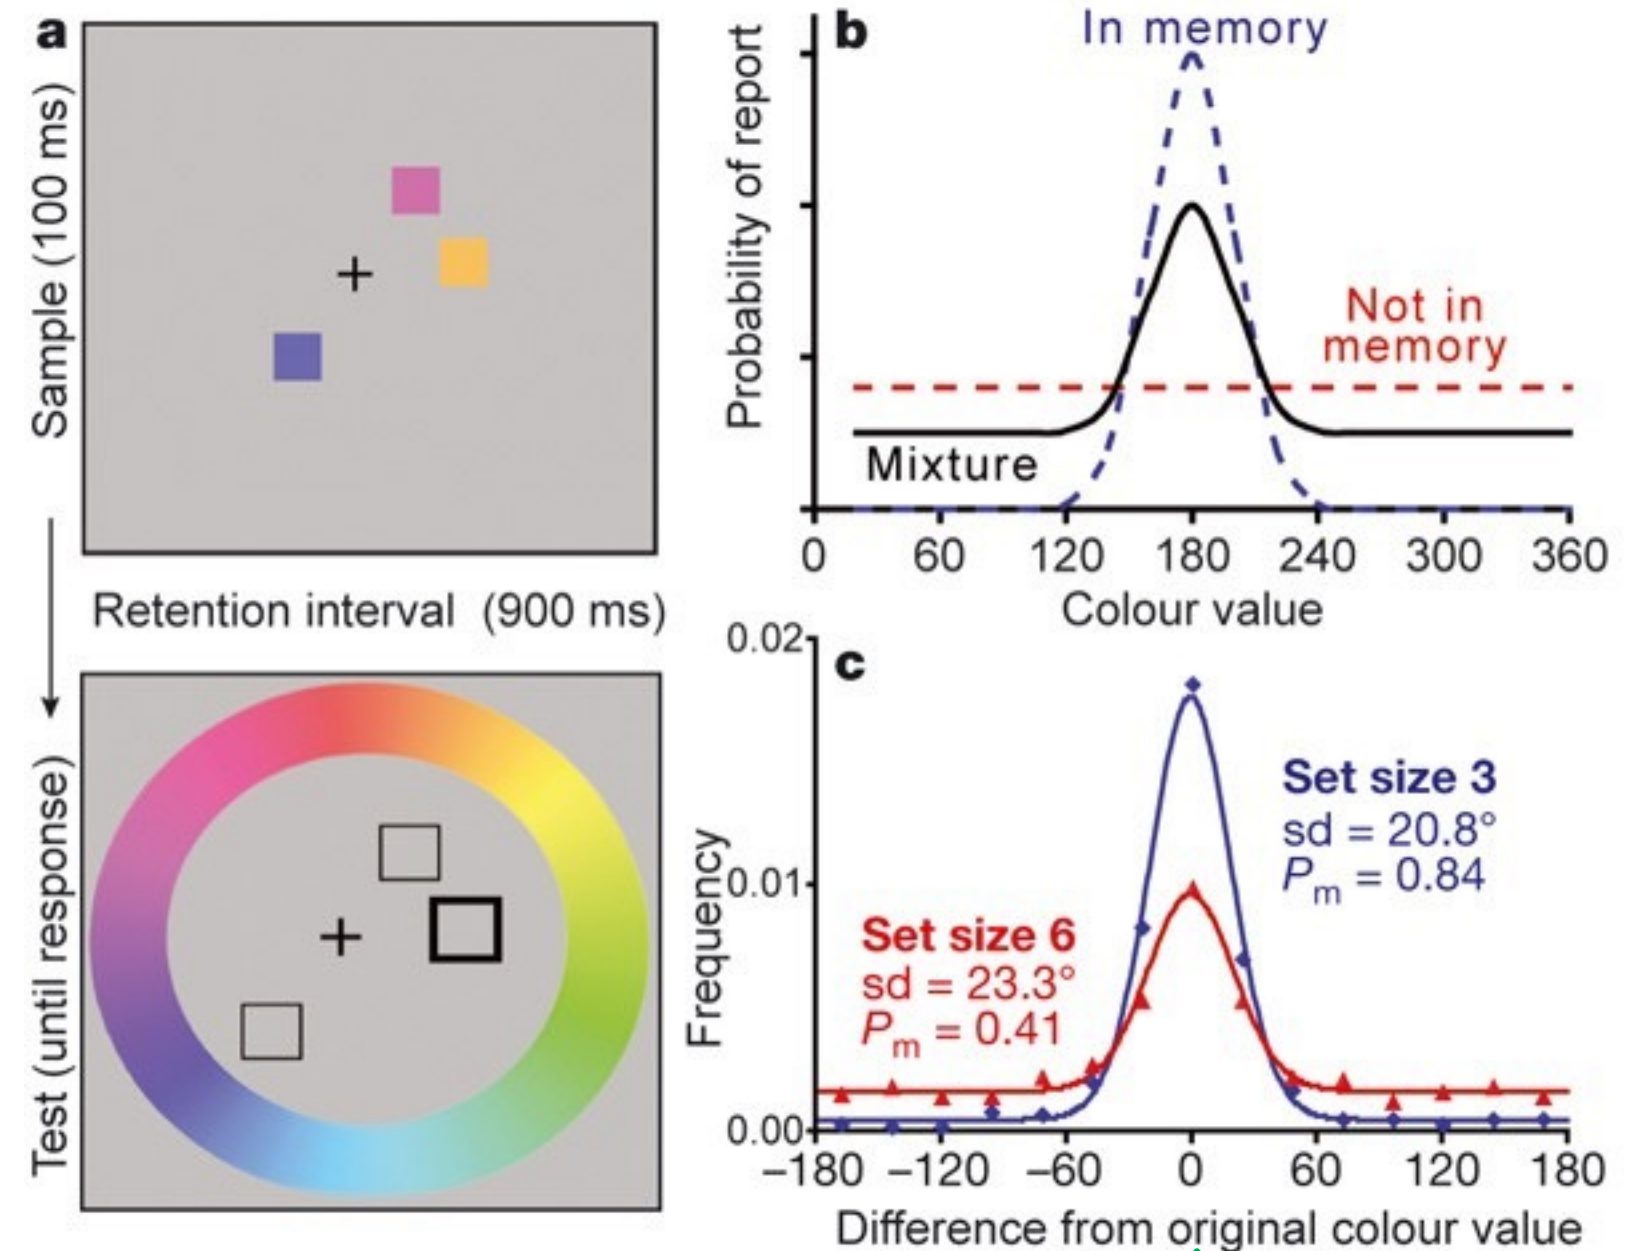 a
Sample (100 ms)
Retention interval (900 ms)
Test (until response)
b
In memory
Probability of report
Not in
memory
Mixture
0 60 120 180 240 300 360
Colour value
c
0.02
0.01
0.00
Frequency
Set size 3
sd = 20.8°
Pm = 0.84
Set size 6
sd = 23.3°
Pm = 0.41
−180 −120 −60 0 60 120 180
Difference from original colour value